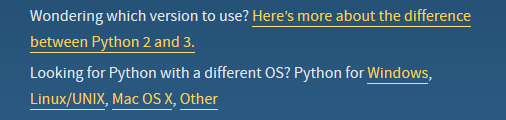 Wondering which version to use? Here's more about the difference
between Python 2 and 3.
Looking for Python with a different OS? Python for Windows,
Linux/UNIX, Mac OS X, Other